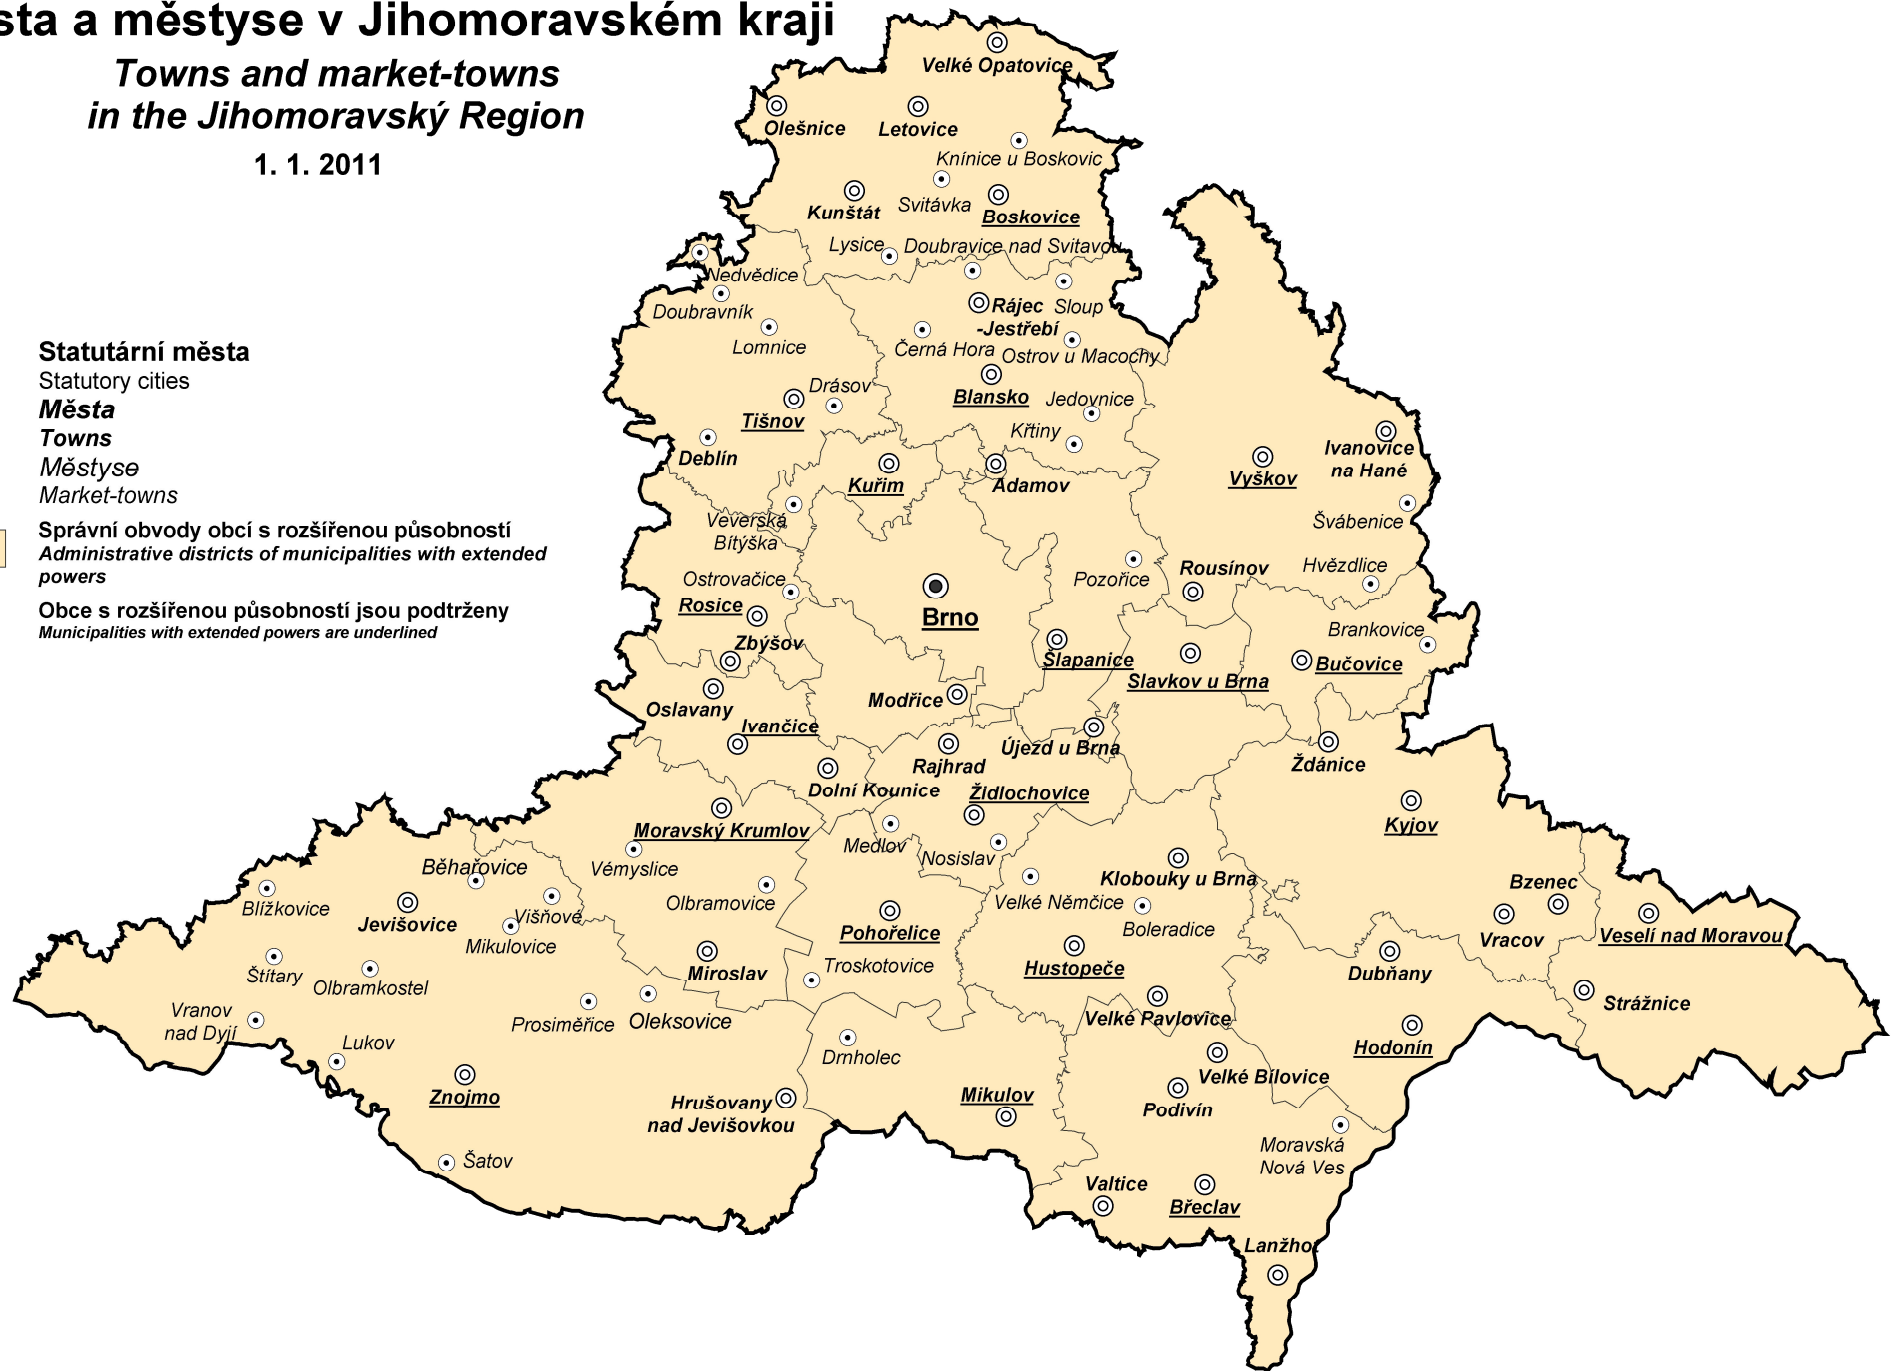 sta a městyse v Jihomoravském kraji
Towns and market-towns
in the Jihomoravský Region
1. 1. 2011
Statutární města
Statutory cities
Města
Towns
Městyse
Market-towns
Správní obvody obcí s rozšířenou působností
Administrative districts of municipalities with extended
powers
Obce s rozšířenou působností jsou podtrženy
Municipalities with extended powers are underlined
Velké Opatovice
Olešnice
Letovice
Knínice u Boskovic
Svitávka
Kunštát
Boskovice
Lysice
Doubravice nad Svitavou
Nedvědice
Doubravník
Rájec
-Jestřebí
Sloup
Lomnice
Černá Hora
Ostrov u Macochy
Drásov
Blansko
Jedovnice
Tišnov
Křtiny
Deblín
Ivanovice
na Hané
Kuřim
Adamov
Vyškov
Veverská
Bítýška
Švábenice
Ostrovačice
Pozořice
Rousínov
Hvězdlice
Rosice
Brno
Brankovice
Zbýšov
Šlapanice
Slavkov u Brna
Bučovice
Oslavany
Modřice
Ivančice
Újezd u Brna
Rajhrad
Ždánice
Dolní Kounice
Židlochovice
Moravský Krumlov
Kyjov
Medlov
Nosislav
Běhařovice
Vémyslice
Klobouky u Brna
Bzenec
Blížkovice
Jevišovice
Višňové
Olbramovice
Velké Němčice
Boleradice
Mikulovice
Pohořelice
Vracov
Veselí nad Moravou
Štítary
Olbramkostel
Miroslav
Troskotovice
Hustopeče
Dubňany
Strážnice
Vranov
nad Dyjí
Prosiměřice
Oleksovice
Velké Pavlovice
Lukov
Drnholec
Hodonín
Znojmo
Hrušovany
nad Jevišovkou
Mikulov
Velké Bílovice
Podivín
Moravská
Nová Ves
Šatov
Valtice
Břeclav
Lanžho